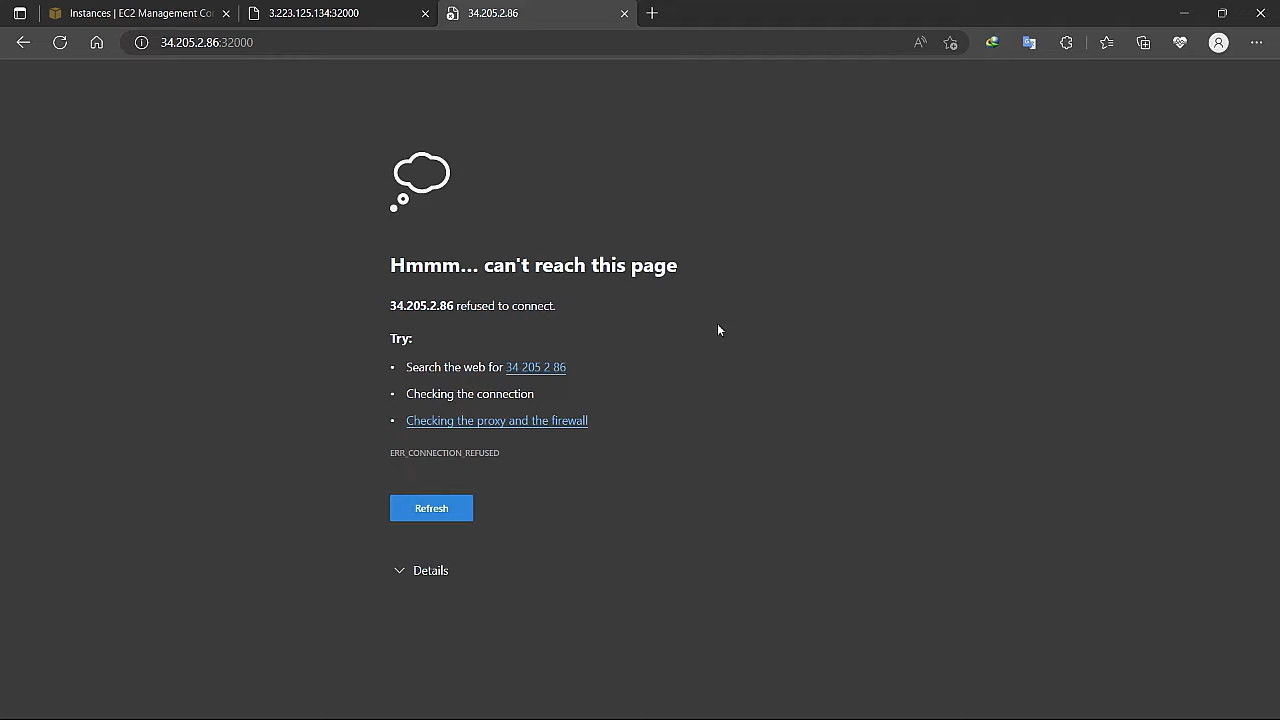 Instances | EC2 Management Co
3.223.125.134:32000
34.205.2.86
34.205.2.86:32000
Hmmm... can't reach this page
34.205.2.86 refused to connect.
Try:
• Search the web for 34 205 2 86
• Checking the connection
• Checking the proxy and the firewall
ERR_CONNECTION_REFUSED
Refresh
Details